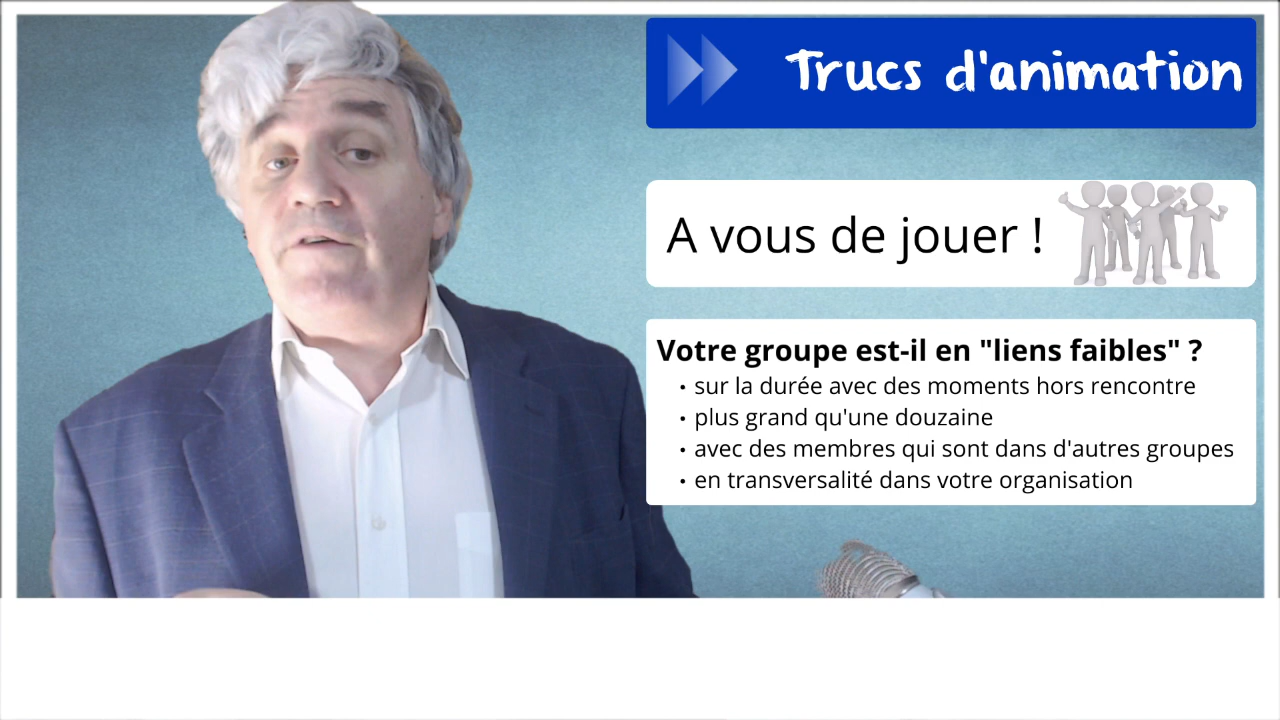 Trucs d'animation
A vous de jouer !
Votre groupe est-il en "liens faibles" ?
• sur la durée avec des moments hors rencontre
• plus grand qu'une douzaine
• avec des membres qui sont dans d'autres groupes
• en transversalité dans votre organisation